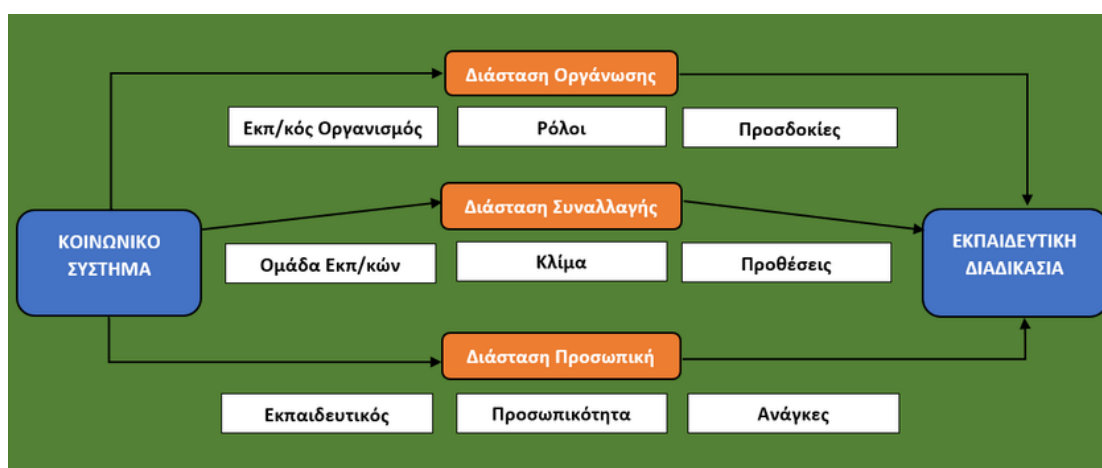 Διάσταση Οργάνωσης
Εκπ/κός Οργανισμός
Ρόλοι
Προσδοκίες
ΚΟΙΝΩΝΙΚΟ
ΣΥΣΤΗΜΑ
Διάσταση Συναλλαγής
Ομάδα Εκπ/κών
Κλίμα
Προθέσεις
ΕΚΠΑΙΔΕΥΤΙΚΗ
ΔΙΑΔΙΚΑΣΙΑ
Διάσταση Προσωπική
Εκπαιδευτικός
Προσωπικότητα
Ανάγκες